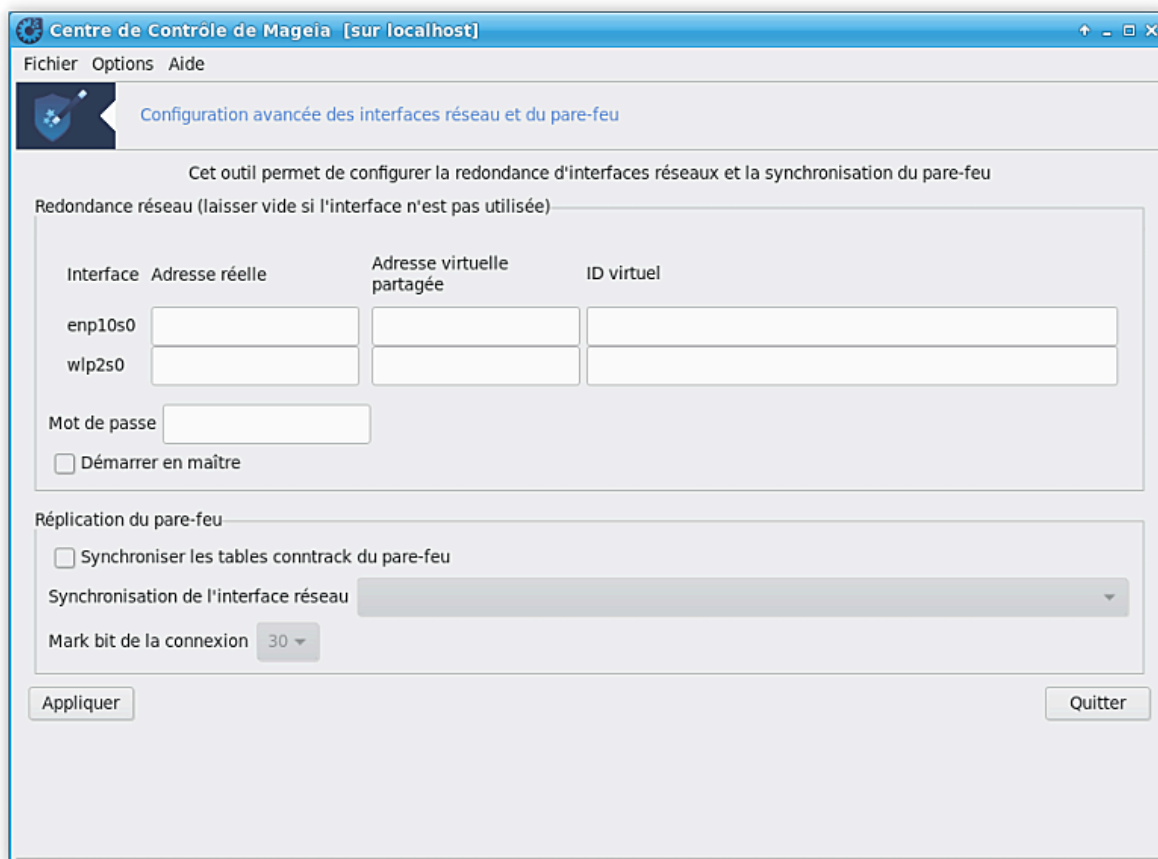 Centre de Contrôle de Mageia [sur localhost]
Fichier Options Aide
Configuration avancée des interfaces réseau et du pare-feu
Cet outil permet de configurer la redondance d'interfaces réseaux et la synchronisation du pare-feu
Redondance réseau (laisser vide si l'interface n'est pas utilisée)
Interface Adresse réelle
Adresse virtuelle
partagée
ID virtuel
enp10s0
wlp2s0
Mot de passe
Démarrer en maître
Réplication du pare-feu
Synchroniser les tables conntrack du pare-feu
Synchronisation de l'interface réseau
Mark bit de la connexion 30
Appliquer Quitter